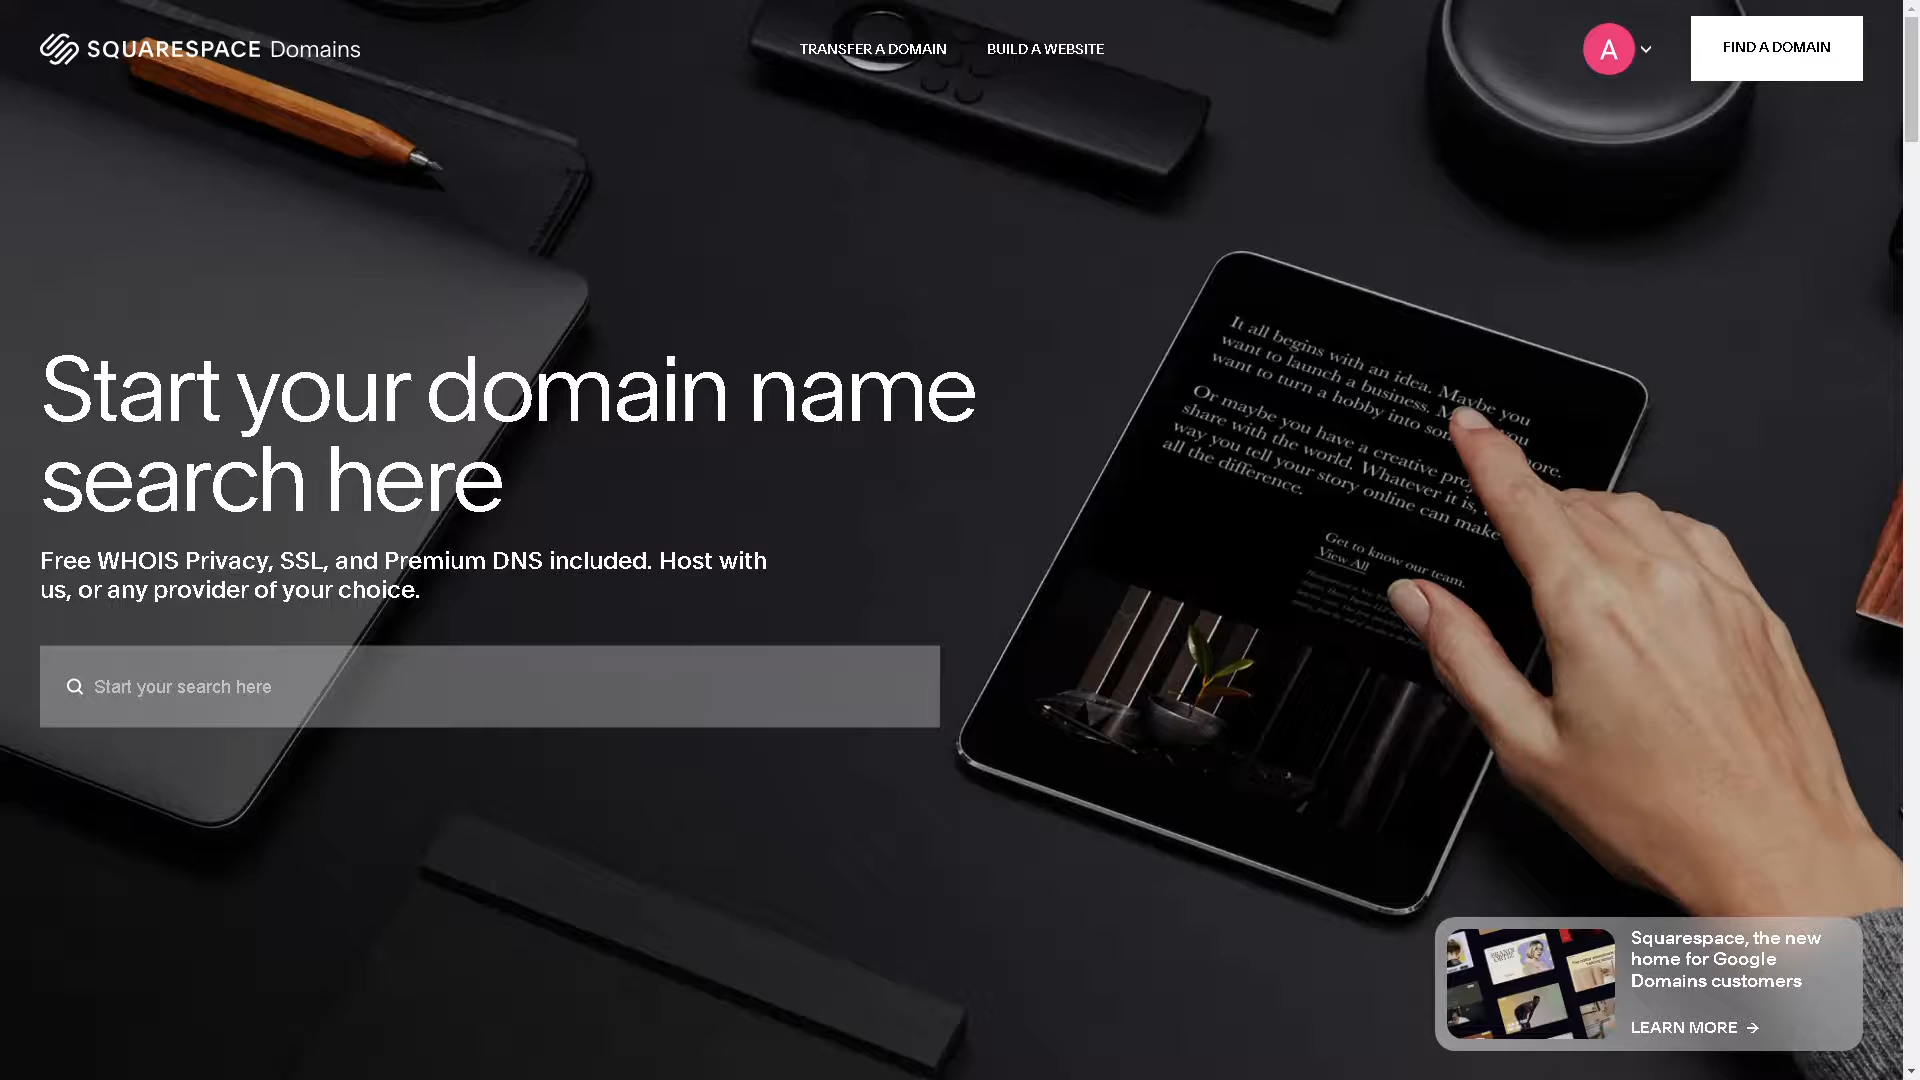 SQUARESPACE Domains
TRANSFER A DOMAIN
BUILD A WEBSITE
A
FIND A DOMAIN
It all begins with an idea. Maybe you
want to launch a business.
want to turn a hobby into
Or maybe you have a creative
share with the world. Whatever it is,
way you tell your story online can make
all the difference.
Get to know our team.
View All
Start your domain name
search here
Free WHOIS Privacy, SSL, and Premium DNS included. Host with
us, or any provider of your choice.
Start your search here
Squarespace, the new
home for Google
Domains customers
LEARN MORE →